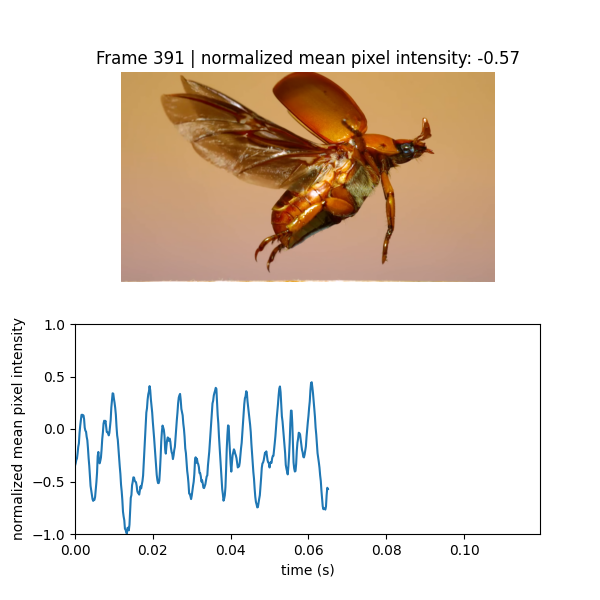 Frame 391 | normalized mean pixel intensity: -0.57
normalized mean pixel intensity
1.0
0.5
0.0
−0.5
−1.0
0.00 0.02 0.04 0.06 0.08 0.10
time (s)